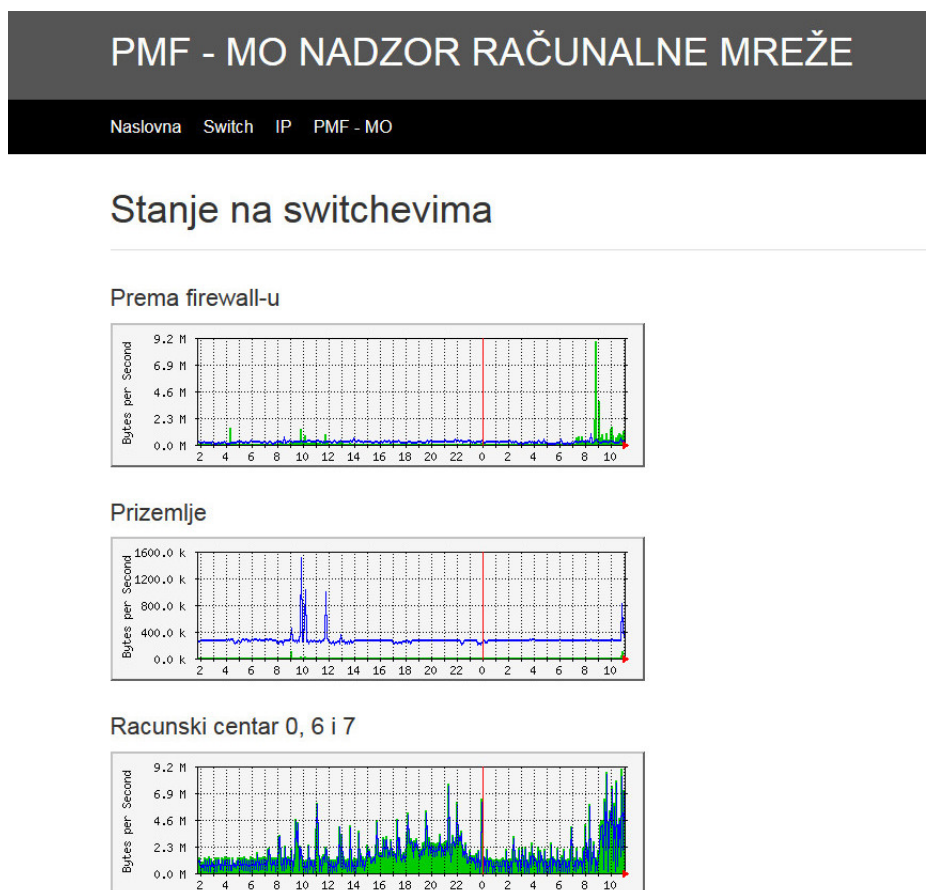 PMF - MO NADZOR RAČUNALNE MREŽE
Naslovna Switch IP PMF - MO
Stanje na switchevima
Prema firewall-u
Bytes per Second
9.2 M
6.9 M
4.6 M
2.3 M
0.0 M
2 4 6 8 10 12 14 16 18 20 22 0 2 4 6 8 10
Prizemlje
Bytes per Second
1600.0 k
1200.0 k
800.0 k
400.0 k
0.0 k
2 4 6 8 10 12 14 16 18 20 22 0 2 4 6 8 10
Racunski centar 0, 6 i 7
Bytes per Second
9.2 M
6.9 M
4.6 M
2.3 M
0.0 M
2 4 6 8 10 12 14 16 18 20 22 0 2 4 6 8 10